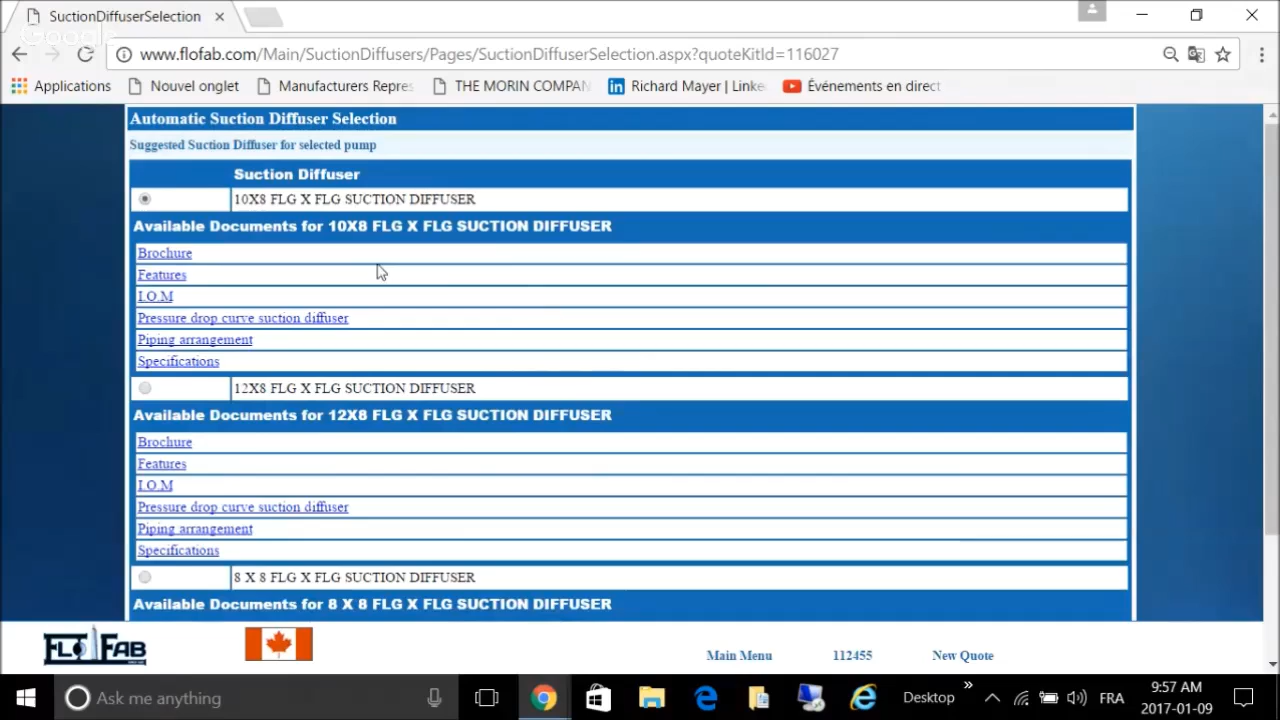 SuctionDiffuserSelection
Google
www.flofab.com/Main/SuctionDiffusers/Pages/SuctionDiffuserSelection.aspx?quoteKitId=116027
Applications Nouvel onglet Manufacturers Repres THE MORIN COMPAN Richard Mayer | Linke Événements en direct
Automatic Suction Diffuser Selection
Suggested Suction Diffuser for selected pump
Suction Diffuser
10X8 FLG X FLG SUCTION DIFFUSER
Available Documents for 10X8 FLG X FLG SUCTION DIFFUSER
Brochure
Features
I.O.M
Pressure drop curve suction diffuser
Piping arrangement
Specifications
12X8 FLG X FLG SUCTION DIFFUSER
Available Documents for 12X8 FLG X FLG SUCTION DIFFUSER
Brochure
Features
I.O.M
Pressure drop curve suction diffuser
Piping arrangement
Specifications
8 X 8 FLG X FLG SUCTION DIFFUSER
Available Documents for 8 X 8 FLG X FLG SUCTION DIFFUSER
FLO FAB
Main Menu 112455 New Quote
Ask me anything
Desktop
FRA
9:57 AM
2017-01-09